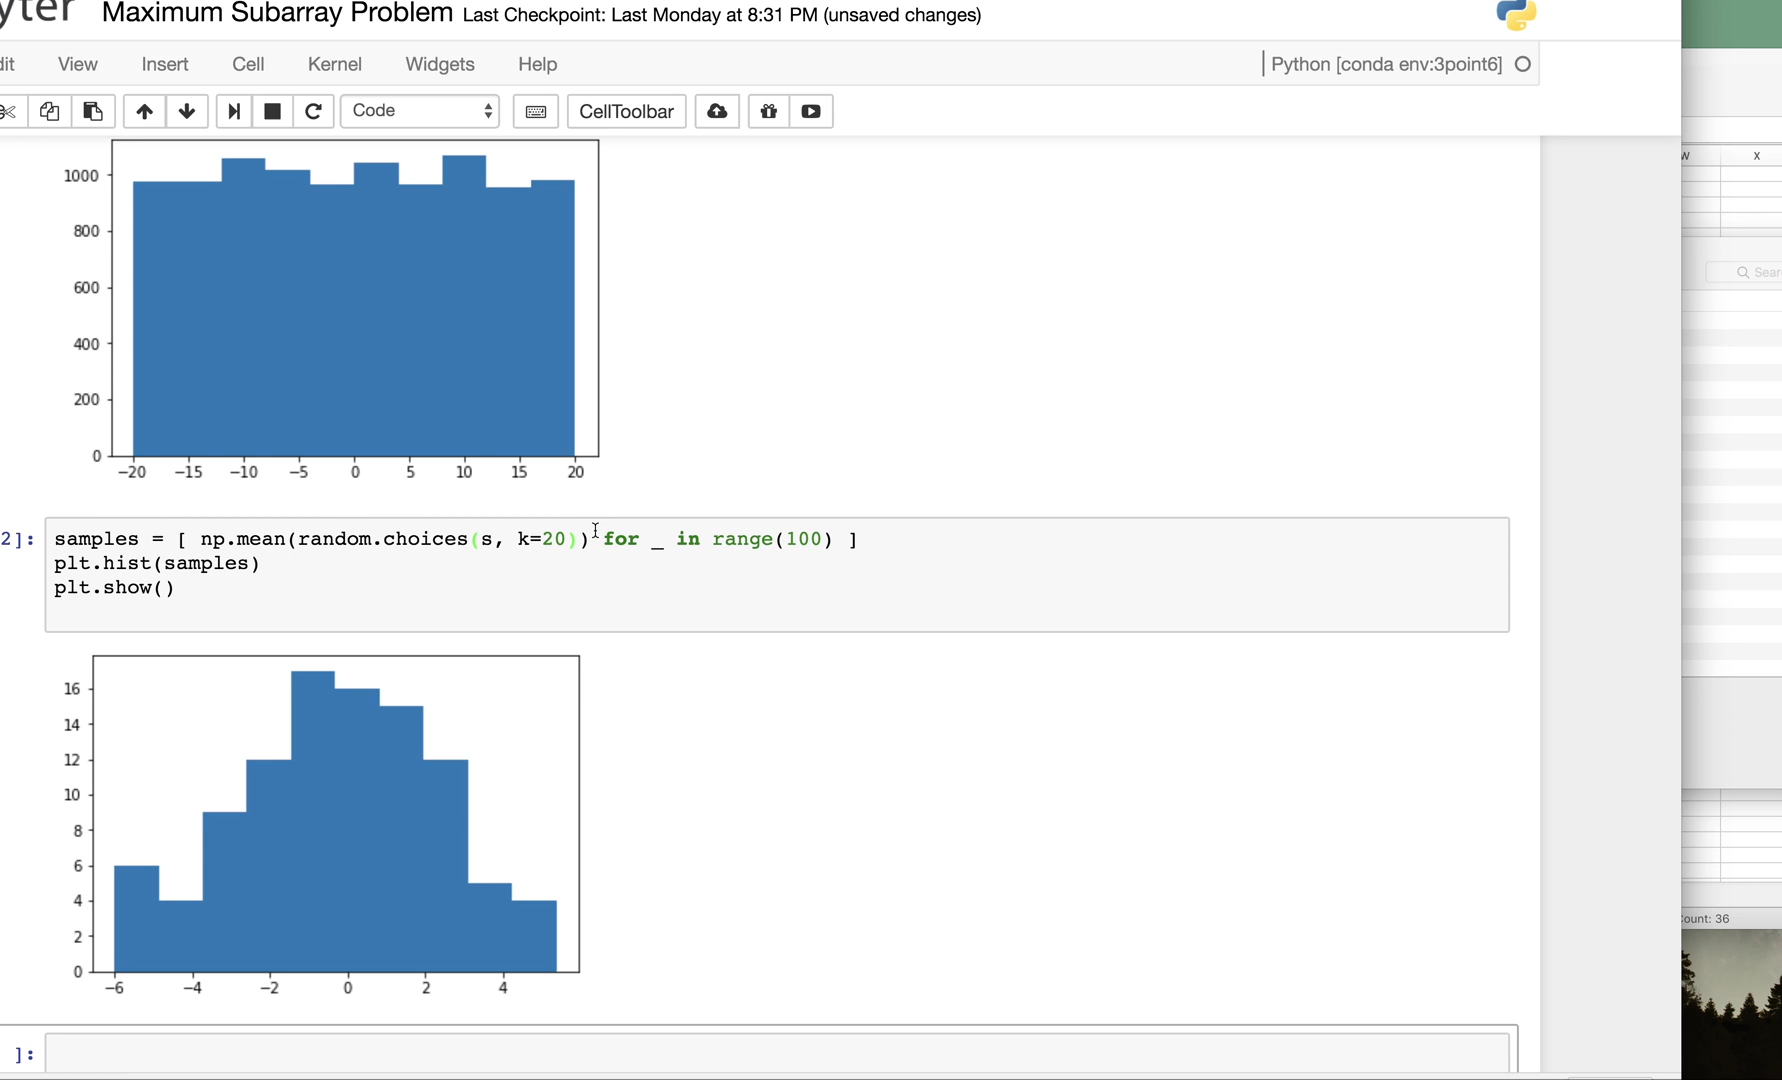 yter Maximum Subarray Problem Last Checkpoint: Last Monday at 8:31 PM (unsaved changes)
dit View Insert Cell Kernel Widgets Help Python [conda env:3point6]
Code CellToolbar
W X
1000
800
600
400
200
0
−20 −15 −10 −5 0 5 10 15 20
Sear
2]: samples = [ np.mean(random.choices(s, k=20)) for _ in range(100) ]
plt.hist(samples)
plt.show()
16
14
12
10
8
6
4
2
0
−6 −4 −2 0 2 4
ount: 36
]: